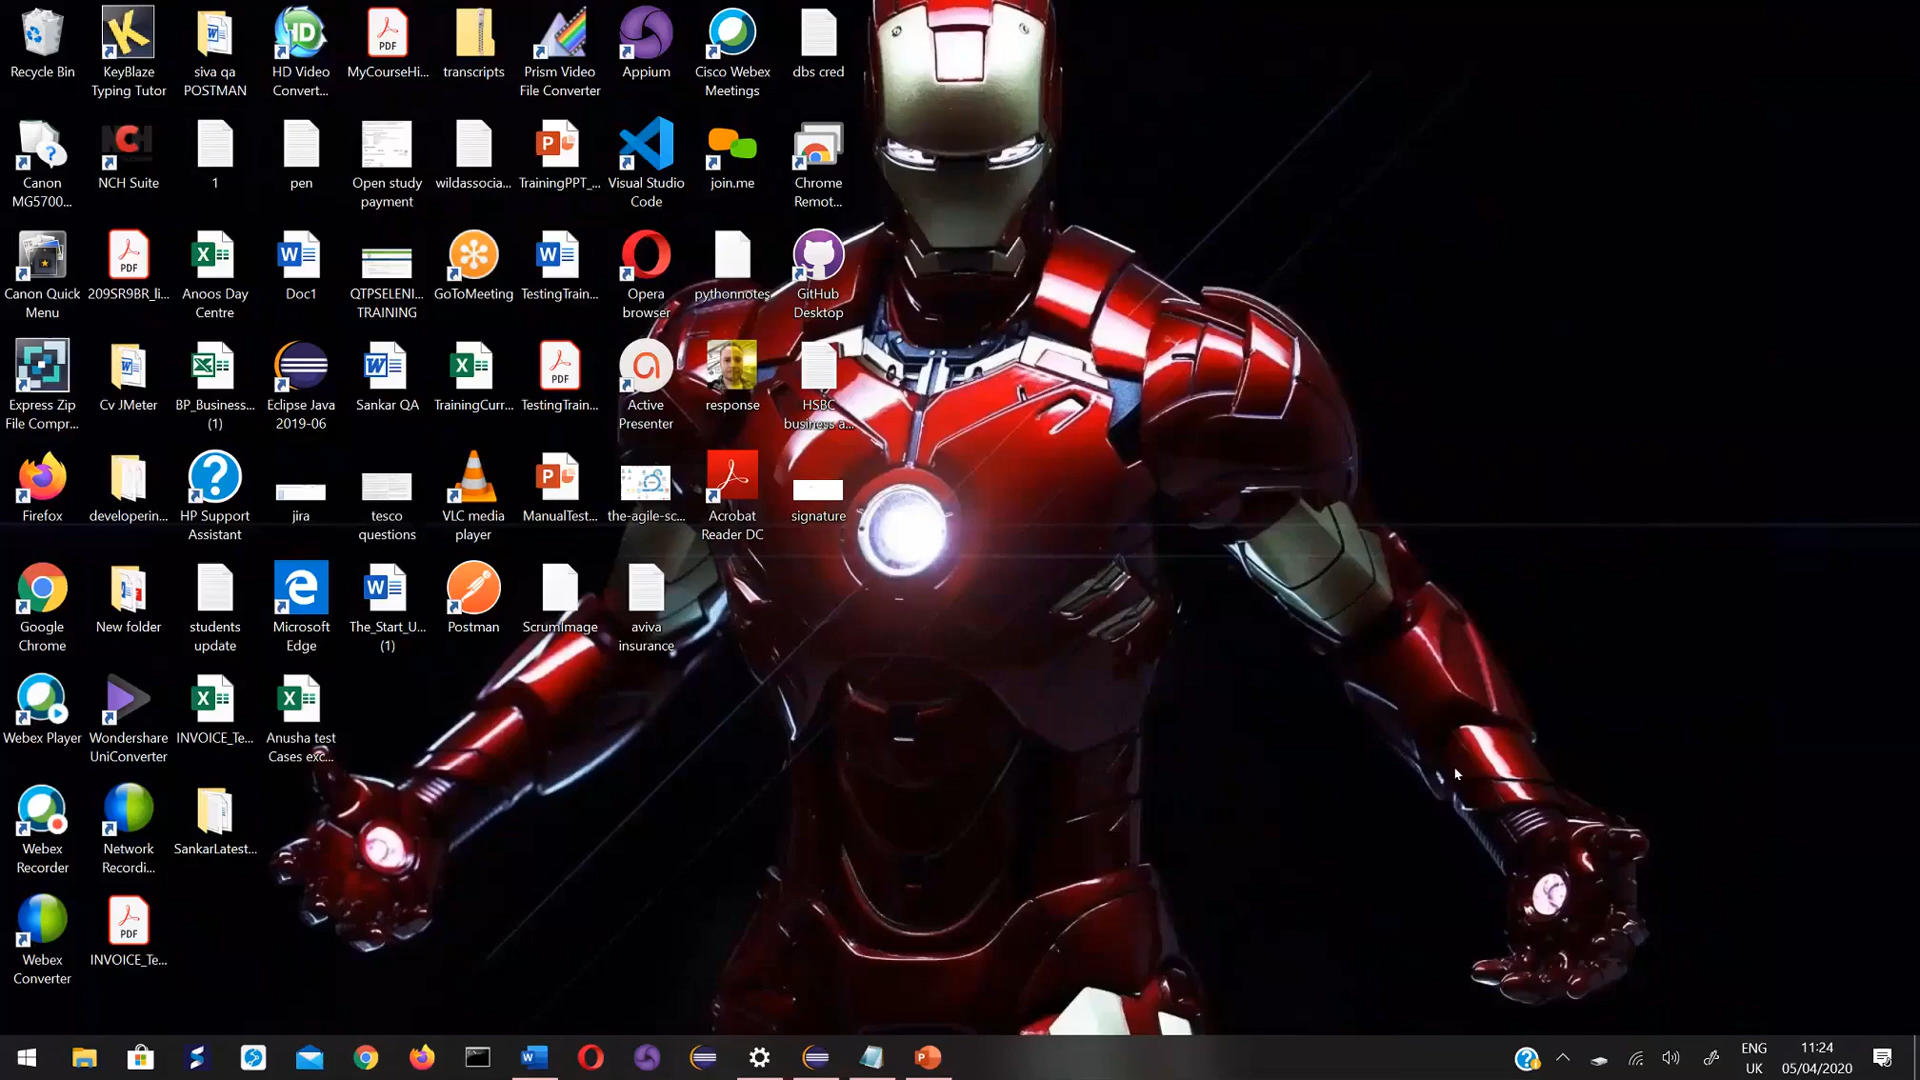 Recycle Bin
KeyBlaze
Typing Tutor
siva qa
POSTMAN
HD Video
Convert...
MyCourseHi...
transcripts
Prism Video
File Converter
Appium
Cisco Webex
Meetings
dbs cred
Canon
MG5700...
NCH Suite
1
pen
Open study
payment
wildassocia...
TrainingPPT_...
Visual Studio
Code
join.me
Chrome
Remot...
Canon Quick
Menu
209SR9BR_li...
Anoos Day
Centre
Doc1
QTPSELENI...
TRAINING
GoToMeeting
TestingTrain...
Opera
browser
pythonnotes
GitHub
Desktop
Express Zip
File Compr...
Cv JMeter
BP_Business...
(1)
Eclipse Java
2019-06
Sankar QA
TrainingCurr...
TestingTrain...
Active
Presenter
response
HSBC
business a...
Firefox
developerin...
HP Support
Assistant
jira
tesco
questions
VLC media
player
ManualTest...
the-agile-sc...
Acrobat
Reader DC
signature
Google
Chrome
New folder
students
update
Microsoft
Edge
The_Start_U...
(1)
Postman
ScrumImage
aviva
insurance
Webex Player
Wondershare
UniConverter
INVOICE_Te...
Anusha test
Cases exc...
Webex
Recorder
Network
Recordi...
SankarLatest...
Webex
Converter
INVOICE_Te...
ENG
UK
11:24
05/04/2020